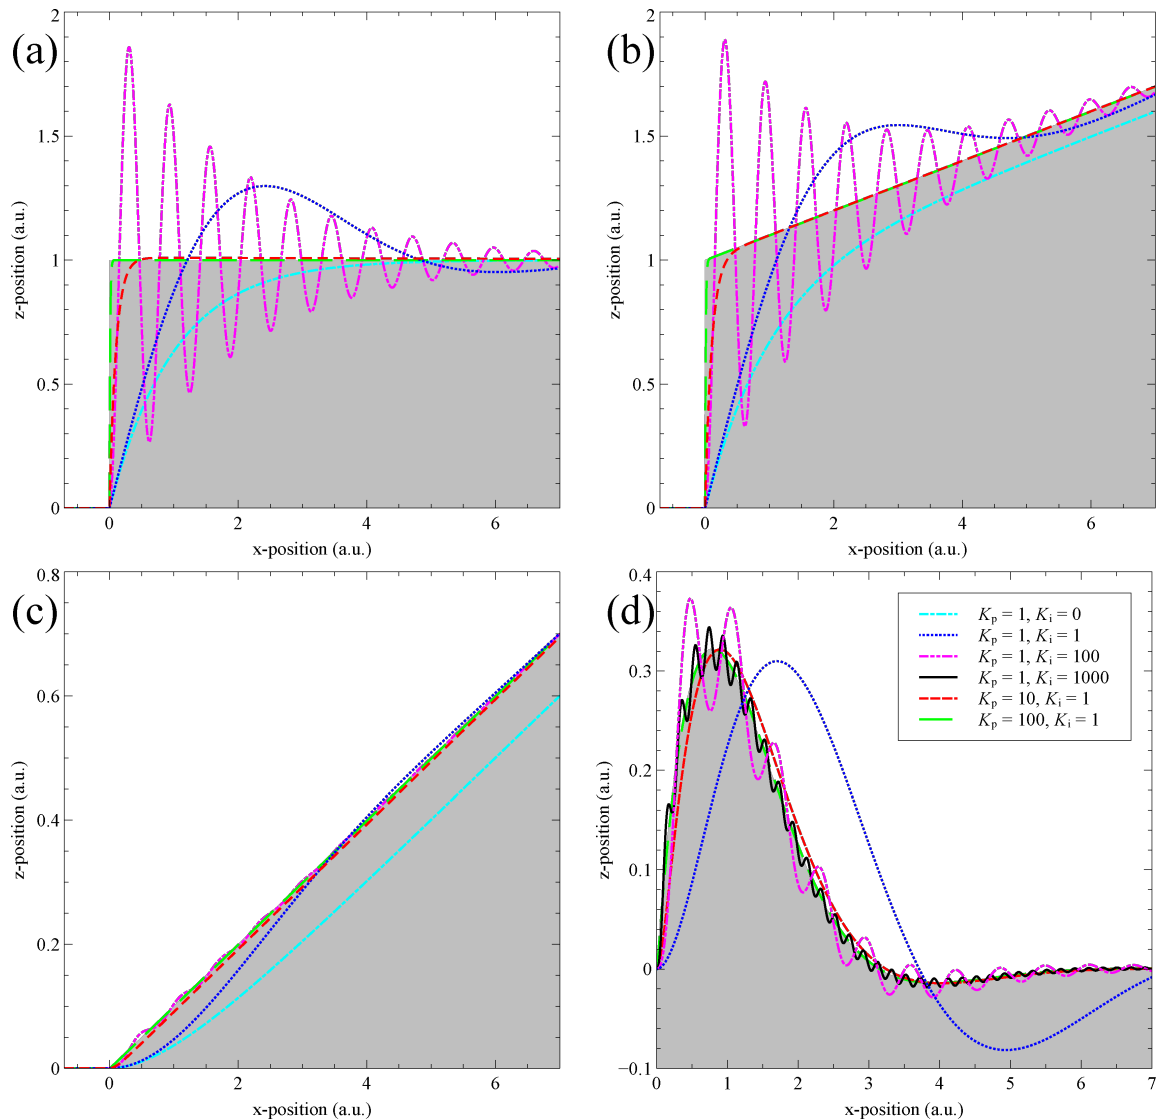 (a)
2
1.5
1
0.5
0
z-position (a.u.)
0
2
4
6
x-position (a.u.)
(b)
2
1.5
1
0.5
0
z-position (a.u.)
0
2
4
6
x-position (a.u.)
(c)
0.8
0.6
0.4
0.2
0
z-position (a.u.)
0
2
4
6
x-position (a.u.)
(d)
0.4
0.3
0.2
0.1
0
−0.1
z-position (a.u.)
Kp = 1, Ki = 0
Kp = 1, Ki = 1
Kp = 1, Ki = 100
Kp = 1, Ki = 1000
Kp = 10, Ki = 1
Kp = 100, Ki = 1
0
1
2
3
4
5
6
7
x-position (a.u.)